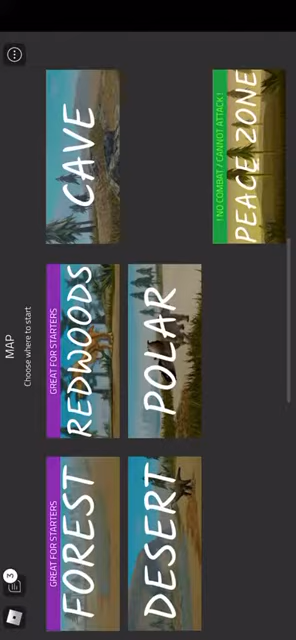 MAP
Choose where to start
GREAT FOR STARTERS
FOREST
GREAT FOR STARTERS
REDWOODS
CAVE
DESERT
POLAR
! NO COMBAT / CANNOT ATTACK !
PEACE ZONE
3